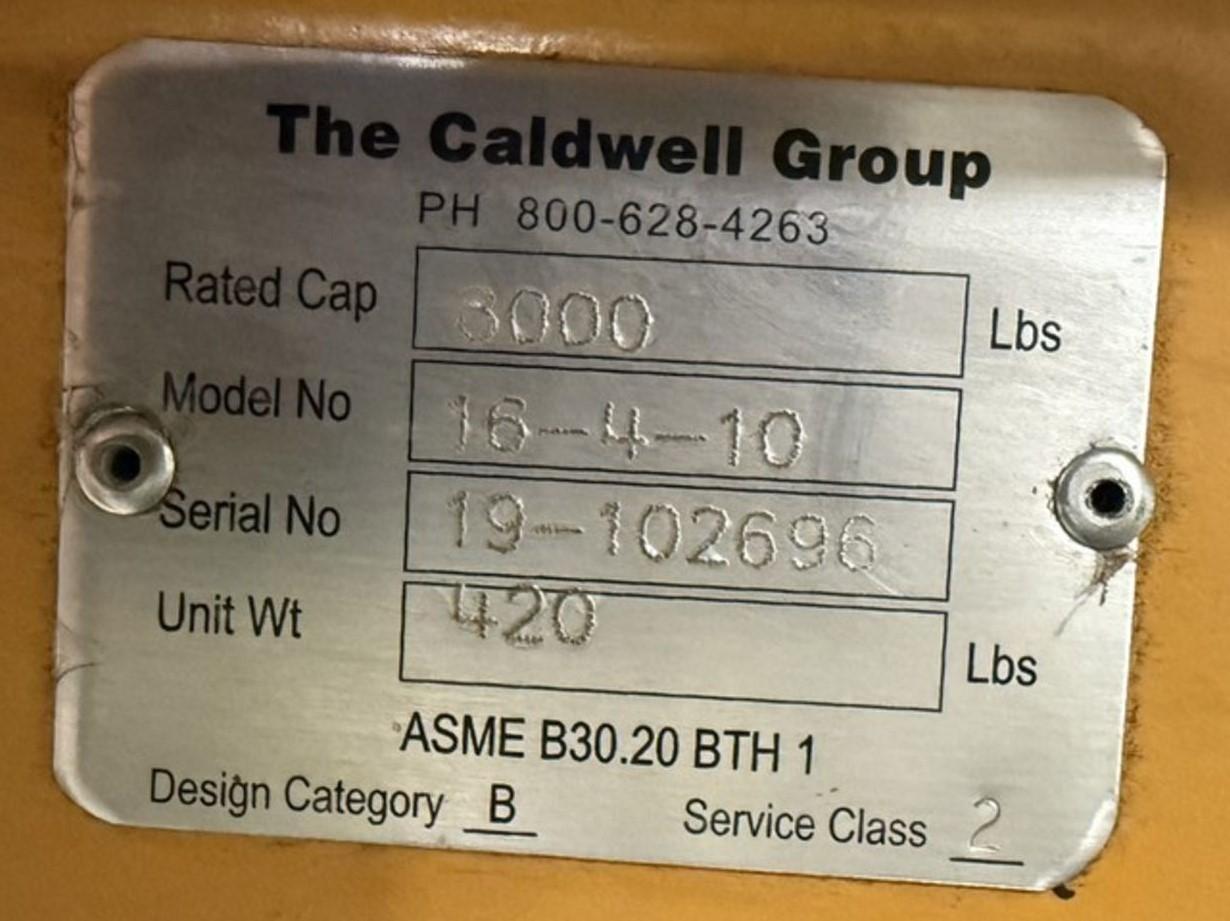 The Caldwell Group
PH 800-628-4263
Rated Cap 3000 Lbs
Model No 16-4-10
Serial No 19-102696
Unit Wt 420 Lbs
ASME B30.20 BTH 1
Design Category B Service Class 2